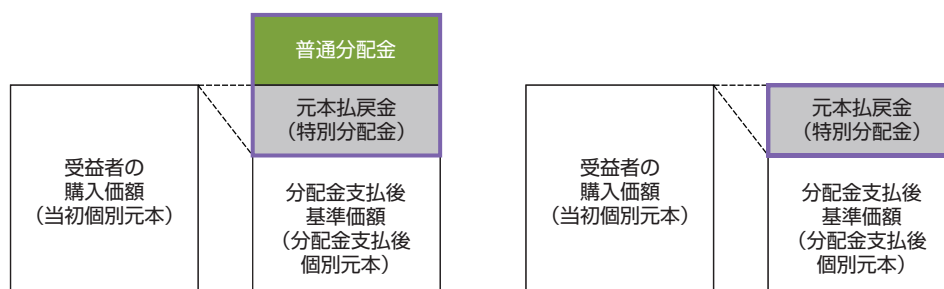 普通分配金
元本払戻金
（特別分配金）
受益者の
購入価額
（当初個別元本）
分配金支払後
基準価額
（分配金支払後
個別元本）
元本払戻金
（特別分配金）
受益者の
購入価額
（当初個別元本）
分配金支払後
基準価額
（分配金支払後
個別元本）